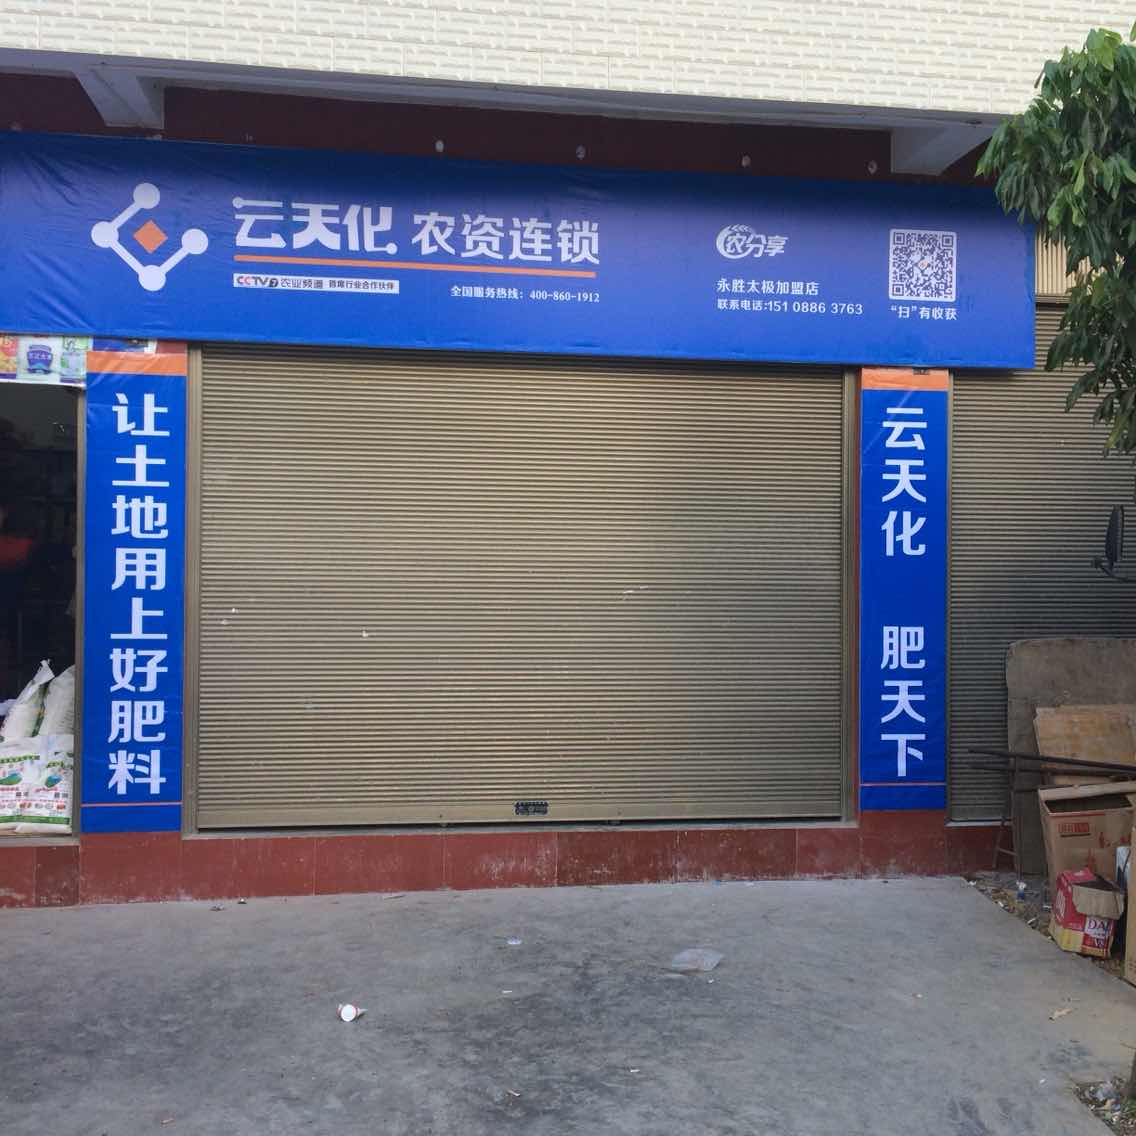 云天化 农资连锁
CCTV7 农业频道 首席行业合作伙伴
全国服务热线：400-860-1912
农分享
永胜太极加盟店
联系电话:151 0886 3763
“扫”有收获
让土地用上好肥料
云天化 肥天下